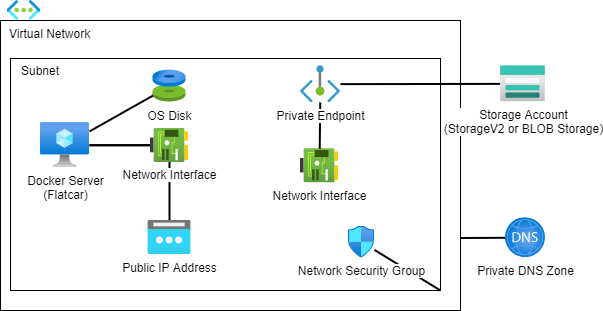 Virtual Network
Subnet
OS Disk
Private Endpoint
Storage Account
(StorageV2 or BLOB Storage)
Docker Server
(Flatcar)
Network Interface
Network Interface
Public IP Address
Network Security Group
DNS
Private DNS Zone